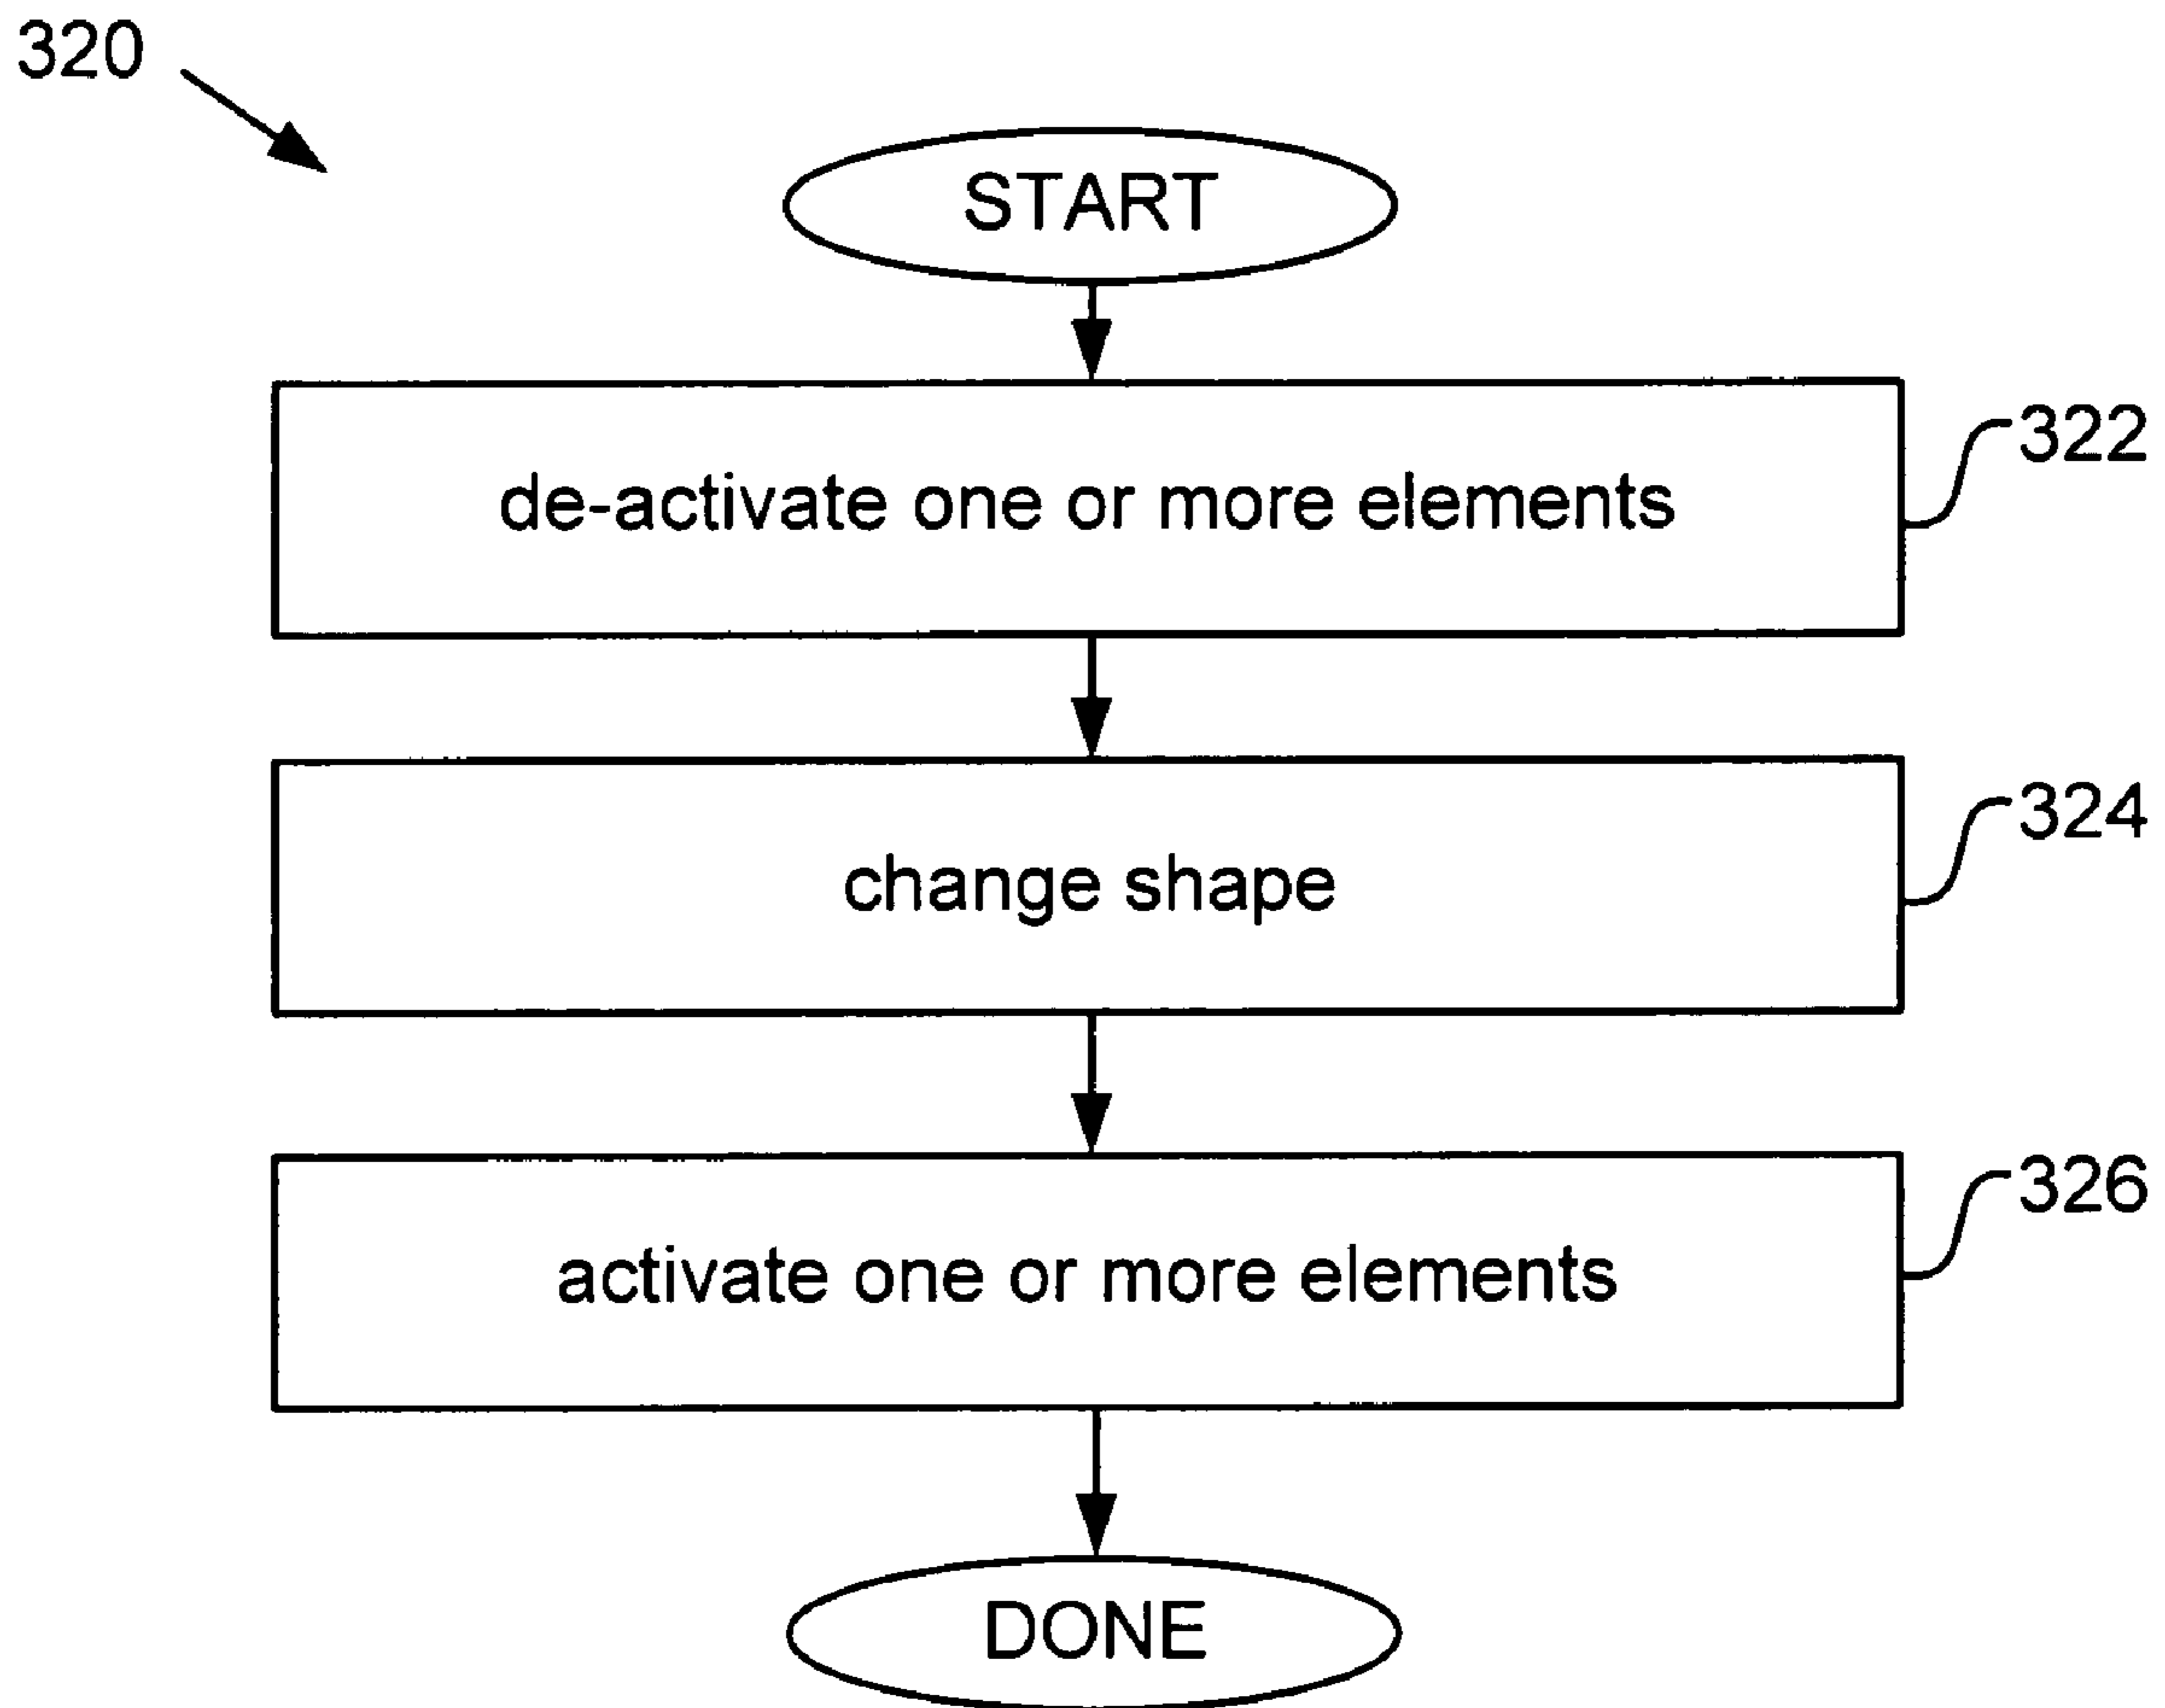 320
START
de-activate one or more elements
322
change shape
324
activate one or more elements
326
DONE